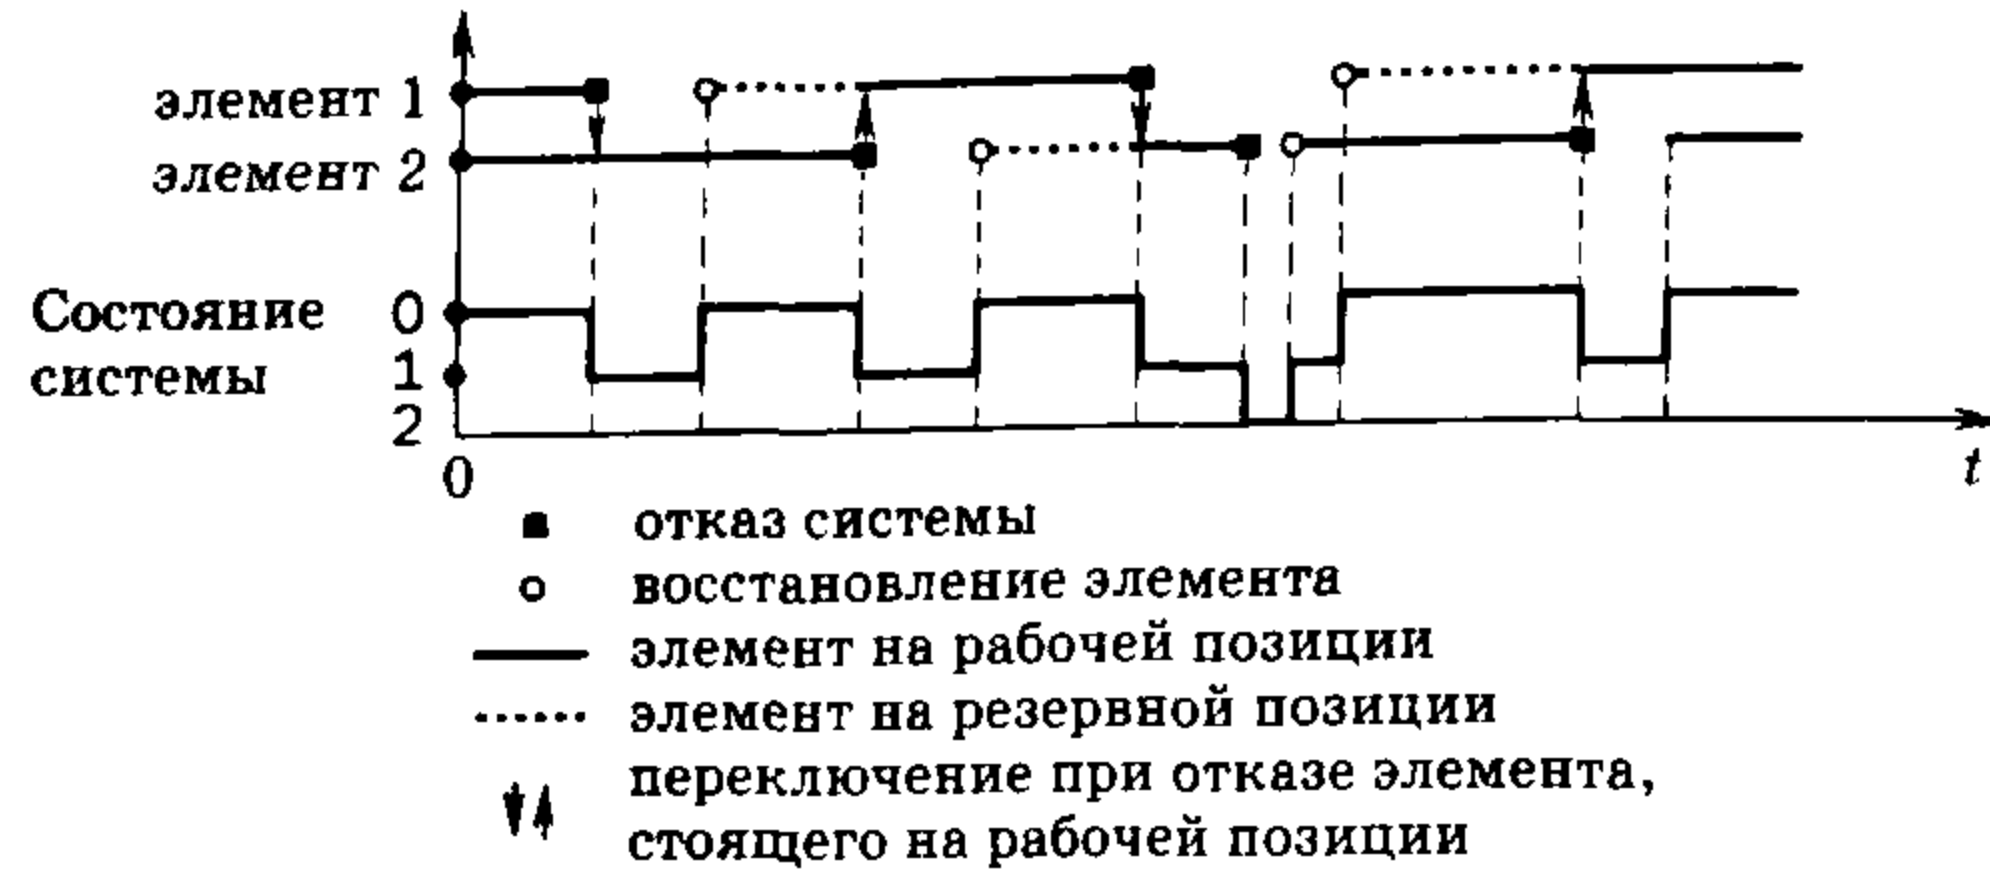 элемент 1
элемент 2
Состояние 0
системы 1
2
0
t
отказ системы
восстановление элемента
элемент на рабочей позиции
элемент на резервной позиции
переключение при отказе элемента,
стоящего на рабочей позиции